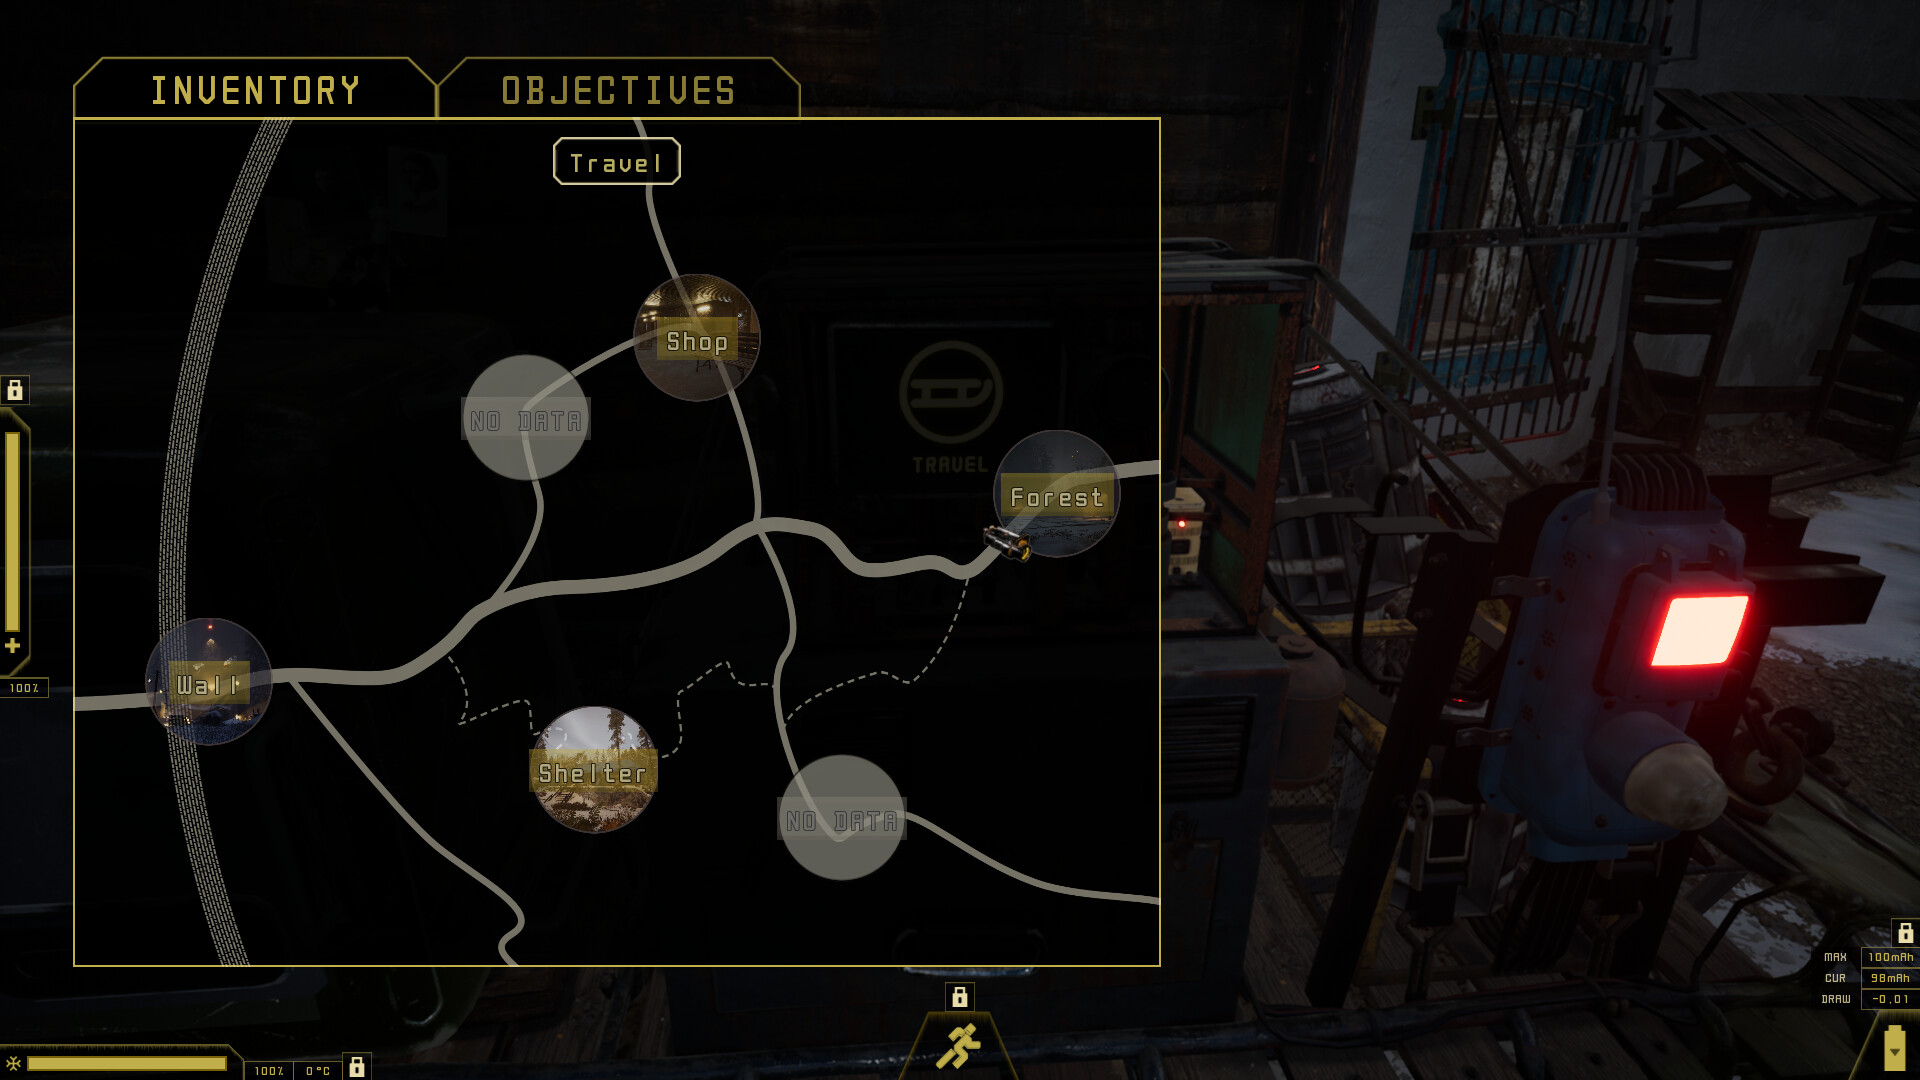 INVENTORY
OBJECTIVES
Travel
Shop
NO DATA
TRAVEL
Forest
Wall
100%
Shelter
NO DATA
MAX 100mAh
CUR 98mAh
DRAW -0.01
100% 0°C